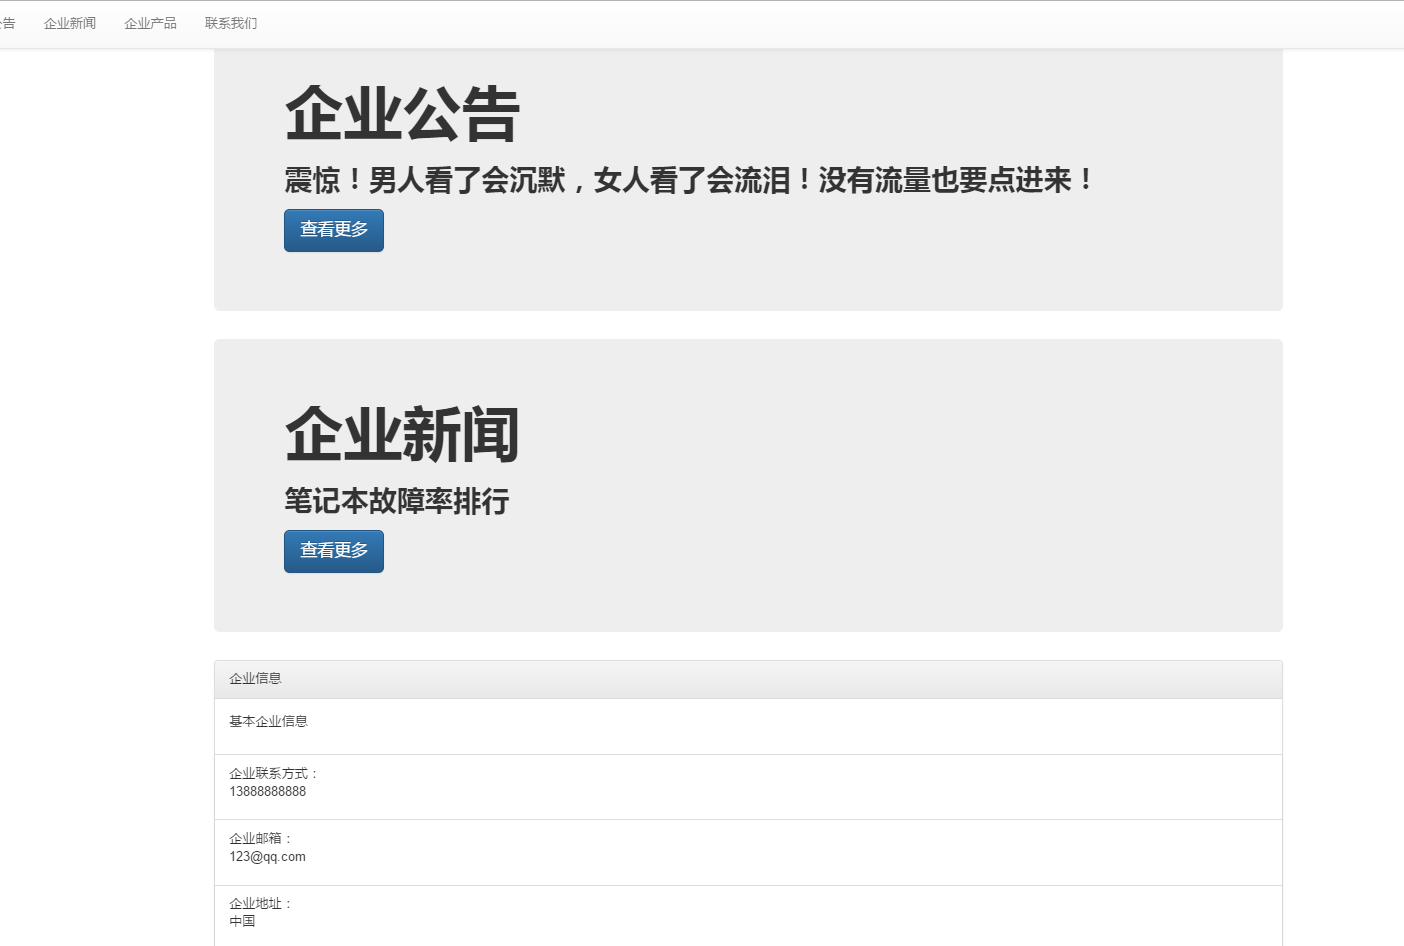 告
企业新闻
企业产品
联系我们
企业公告
震惊！男人看了会沉默，女人看了会流泪！没有流量也要点进来！
查看更多
企业新闻
笔记本故障率排行
查看更多
企业信息
基本企业信息
企业联系方式：
13888888888
企业邮箱：
123@qq.com
企业地址：
中国